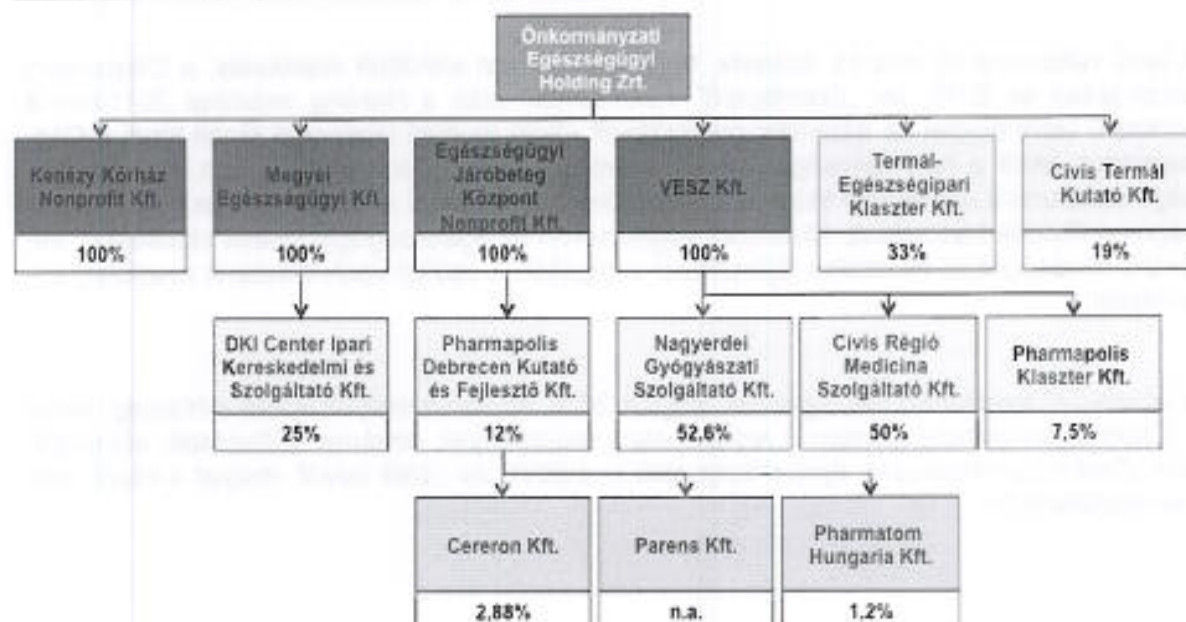 Önkormányzati
Egészségügyi
Holding Zrt.
Kenézy Kórház
Nonprofit Kft.
100%
Megyei
Egészségügyi Kft.
100%
Egészségügyi
Járóbeteg
Központ
Nonprofit Kft.
100%
VESZ Kft.
100%
Termál-
Egészségipari
Klaszter Kft.
33%
Civis Termál
Kutató Kft.
19%
DKI Center Ipari
Kereskedelmi és
Szolgáltató Kft.
25%
Pharmapolis
Debrecen Kutató
és Fejlesztő Kft.
12%
Nagyerdei
Gyógyászati
Szolgáltató Kft.
52,6%
Cívis Régió
Medicina
Szolgáltató Kft.
50%
Pharmapolis
Klaszter Kft.
7,5%
Cereron Kft.
2,88%
Parens Kft.
n.a.
Pharmatom
Hungaria Kft.
1,2%